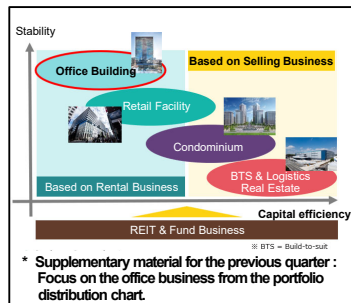 Stability
Based on Selling Business
Office Building
Retail Facility
Condominium
BTS & Logistics
Real Estate
Based on Rental Business
Capital efficiency
REIT & Fund Business
※ BTS = Build-to-suit
* Supplementary material for the previous quarter :
Focus on the office business from the portfolio
distribution chart.